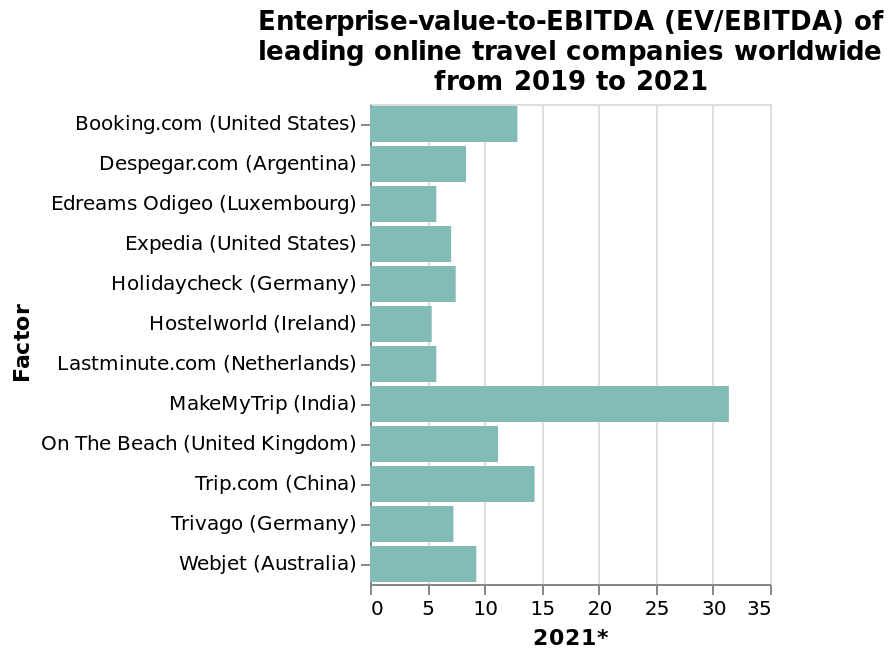 Enterprise-value-to-EBITDA (EV/EBITDA) of
leading online travel companies worldwide
from 2019 to 2021
Booking.com (United States)
Despegar.com (Argentina)
Edreams Odigeo (Luxembourg)
Expedia (United States)
Holidaycheck (Germany)
Hostelworld (Ireland)
Lastminute.com (Netherlands)
MakeMyTrip (India)
On The Beach (United Kingdom)
Trip.com (China)
Trivago (Germany)
Webjet (Australia)
Factor
0 5 10 15 20 25 30 35
2021*